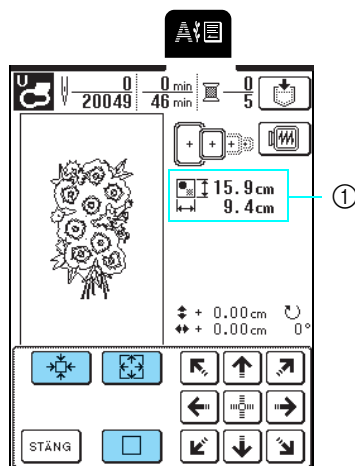 A
U 0 0 min 0
20049 46 min 5
15.9 cm
9.4 cm
①
+ 0.00 cm
+ 0.00 cm 0°
STÄNG